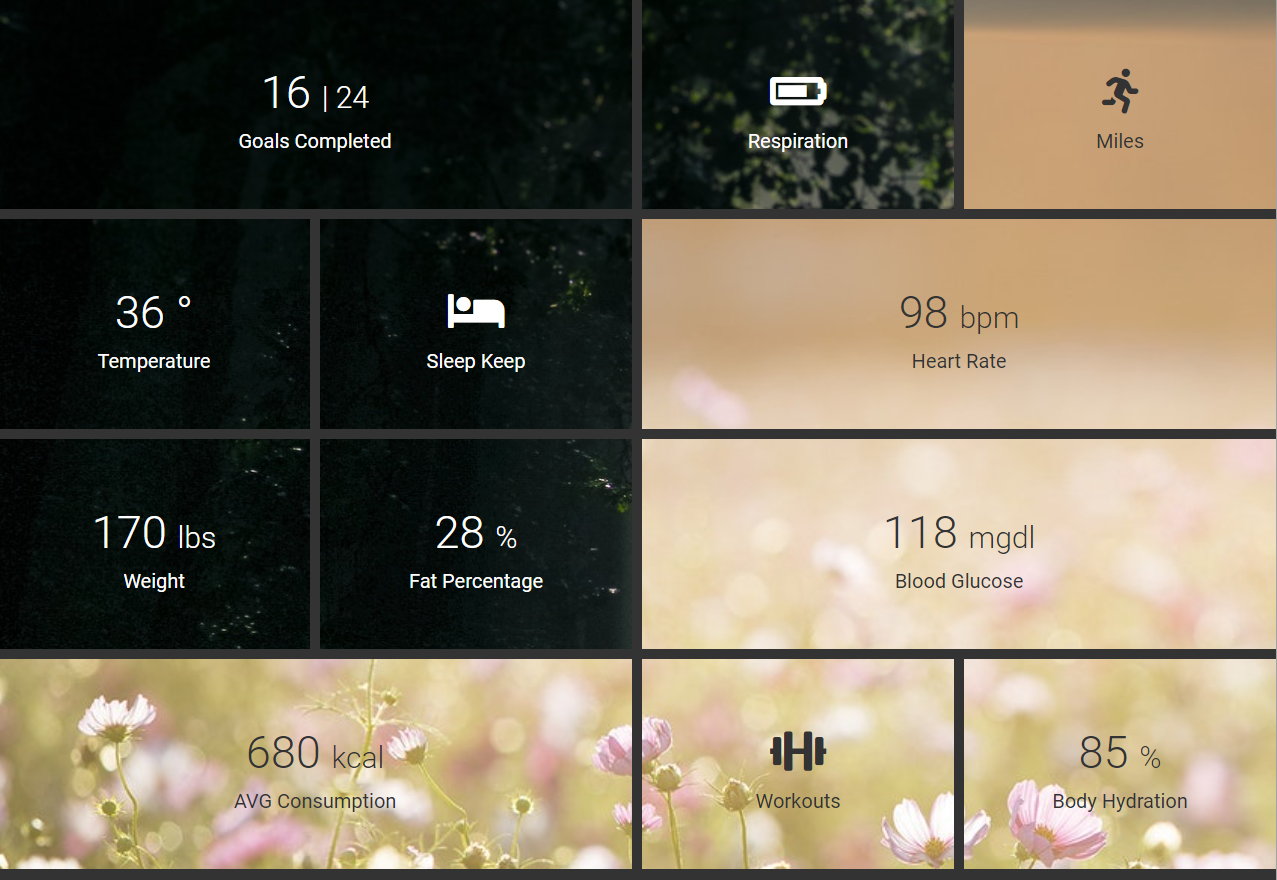 16 | 24
Goals Completed
Respiration
Miles
36 °
Temperature
Sleep Keep
98 bpm
Heart Rate
170 lbs
Weight
28 %
Fat Percentage
118 mgdl
Blood Glucose
680 kcal
AVG Consumption
Workouts
85 %
Body Hydration